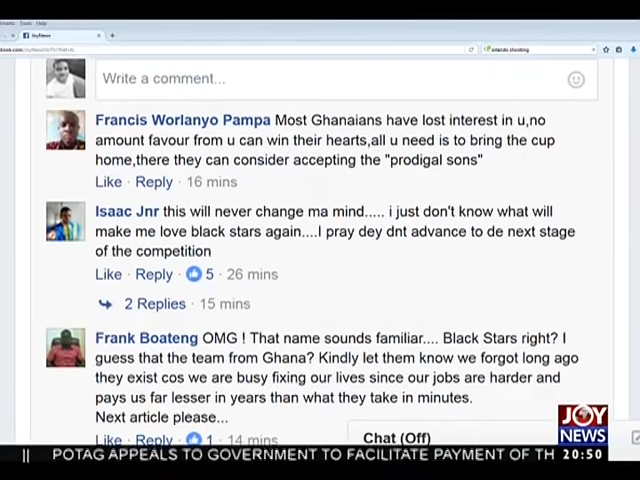 Tools Help
JoyNews
orlando shooting
Write a comment...
Francis Worlanyo Pampa Most Ghanaians have lost interest in u,no
amount favour from u can win their hearts,all u need is to bring the cup
home,there they can consider accepting the "prodigal sons"
Like · Reply · 16 mins
Isaac Jnr this will never change ma mind..... i just don't know what will
make me love black stars again....I pray dey dnt advance to de next stage
of the competition
Like · Reply · 5 · 26 mins
2 Replies · 15 mins
Frank Boateng OMG ! That name sounds familiar.... Black Stars right? I
guess that the team from Ghana? Kindly let them know we forgot long ago
they exist cos we are busy fixing our lives since our jobs are harder and
pays us far lesser in years than what they take in minutes.
Next article please...
Like · Reply · 1 · 14 mins
Chat (Off)
JOY
NEWS
|| POTAG APPEALS TO GOVERNMENT TO FACILITATE PAYMENT OF TH 20:50